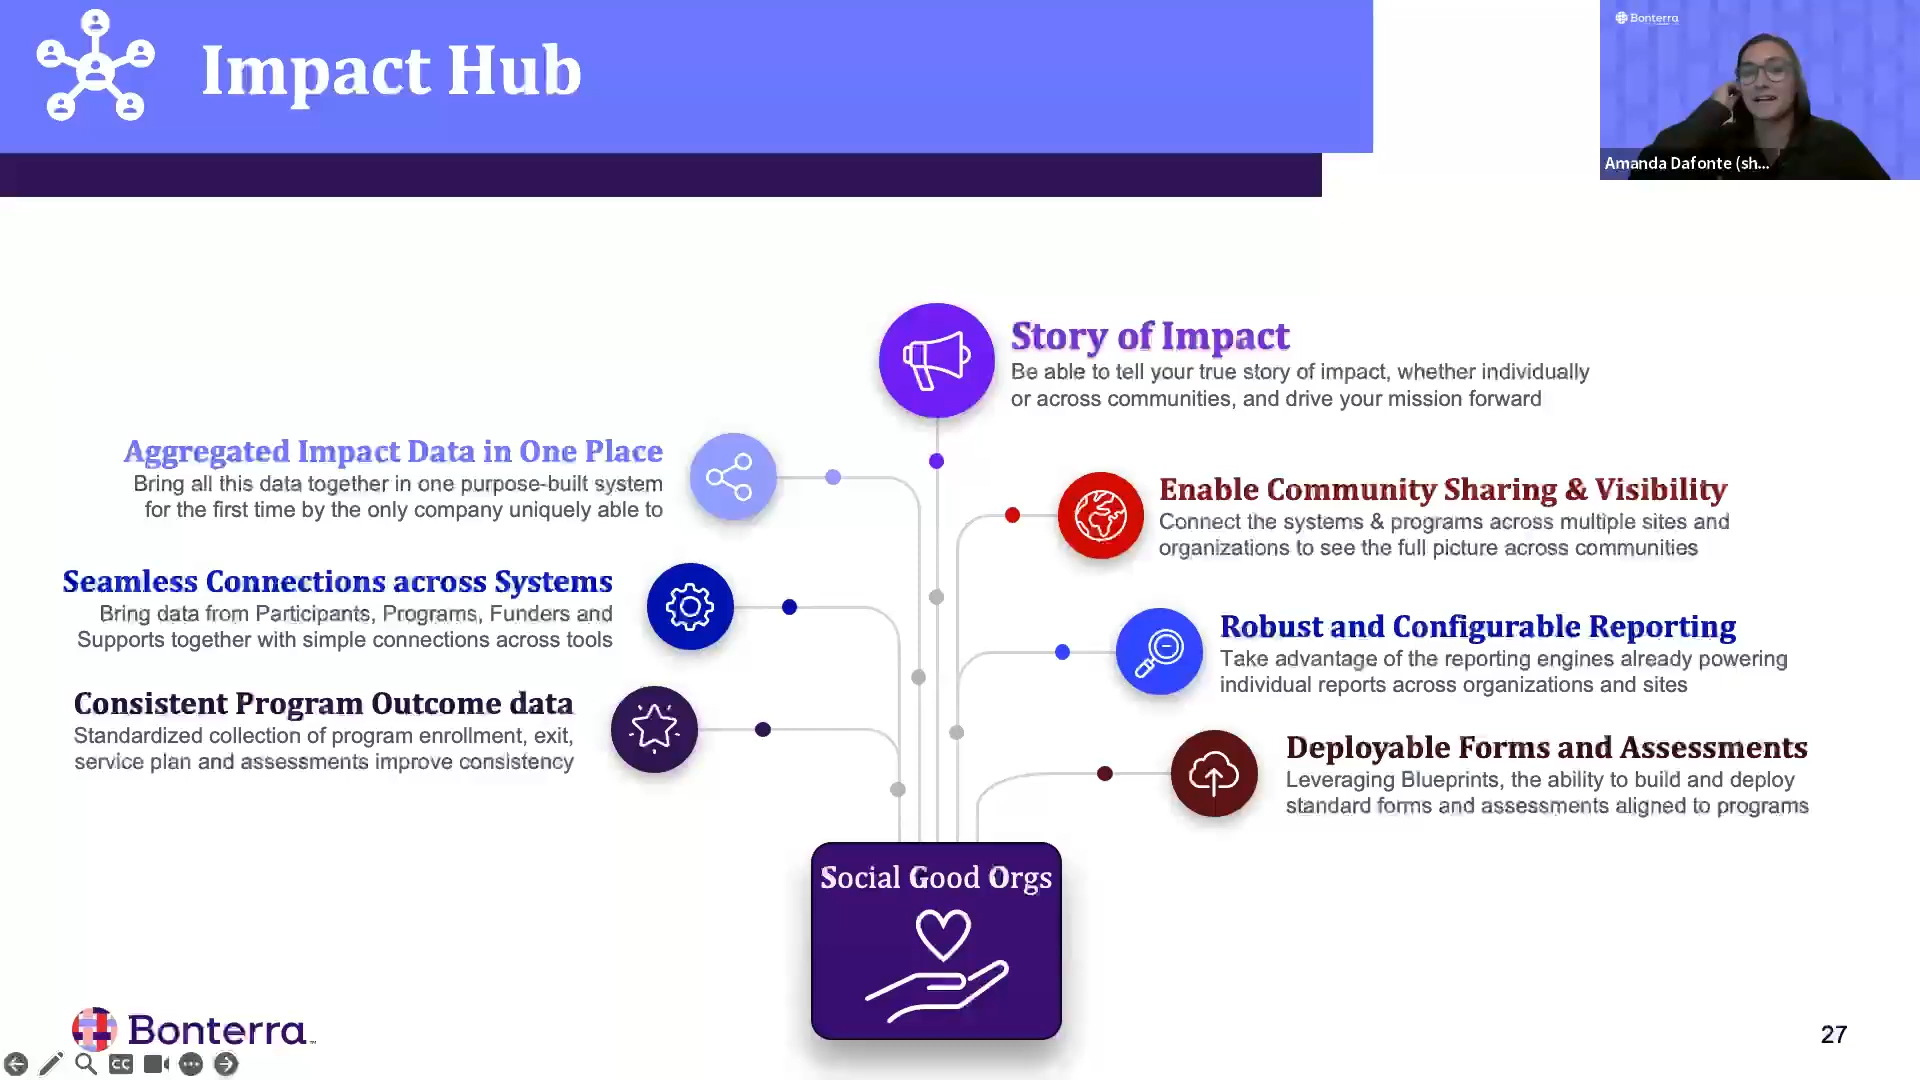 Impact Hub
Bonterra
Amanda Dafonte (sh...
Story of Impact
Be able to tell your true story of impact, whether individually
or across communities, and drive your mission forward
Aggregated Impact Data in One Place
Bring all this data together in one purpose-built system
for the first time by the only company uniquely able to
Enable Community Sharing & Visibility
Connect the systems & programs across multiple sites and
organizations to see the full picture across communities
Seamless Connections across Systems
Bring data from Participants, Programs, Funders and
Supports together with simple connections across tools
Robust and Configurable Reporting
Take advantage of the reporting engines already powering
individual reports across organizations and sites
Consistent Program Outcome data
Standardized collection of program enrollment, exit,
service plan and assessments improve consistency
Deployable Forms and Assessments
Leveraging Blueprints, the ability to build and deploy
standard forms and assessments aligned to programs
Social Good Orgs
Bonterra™
27
CC